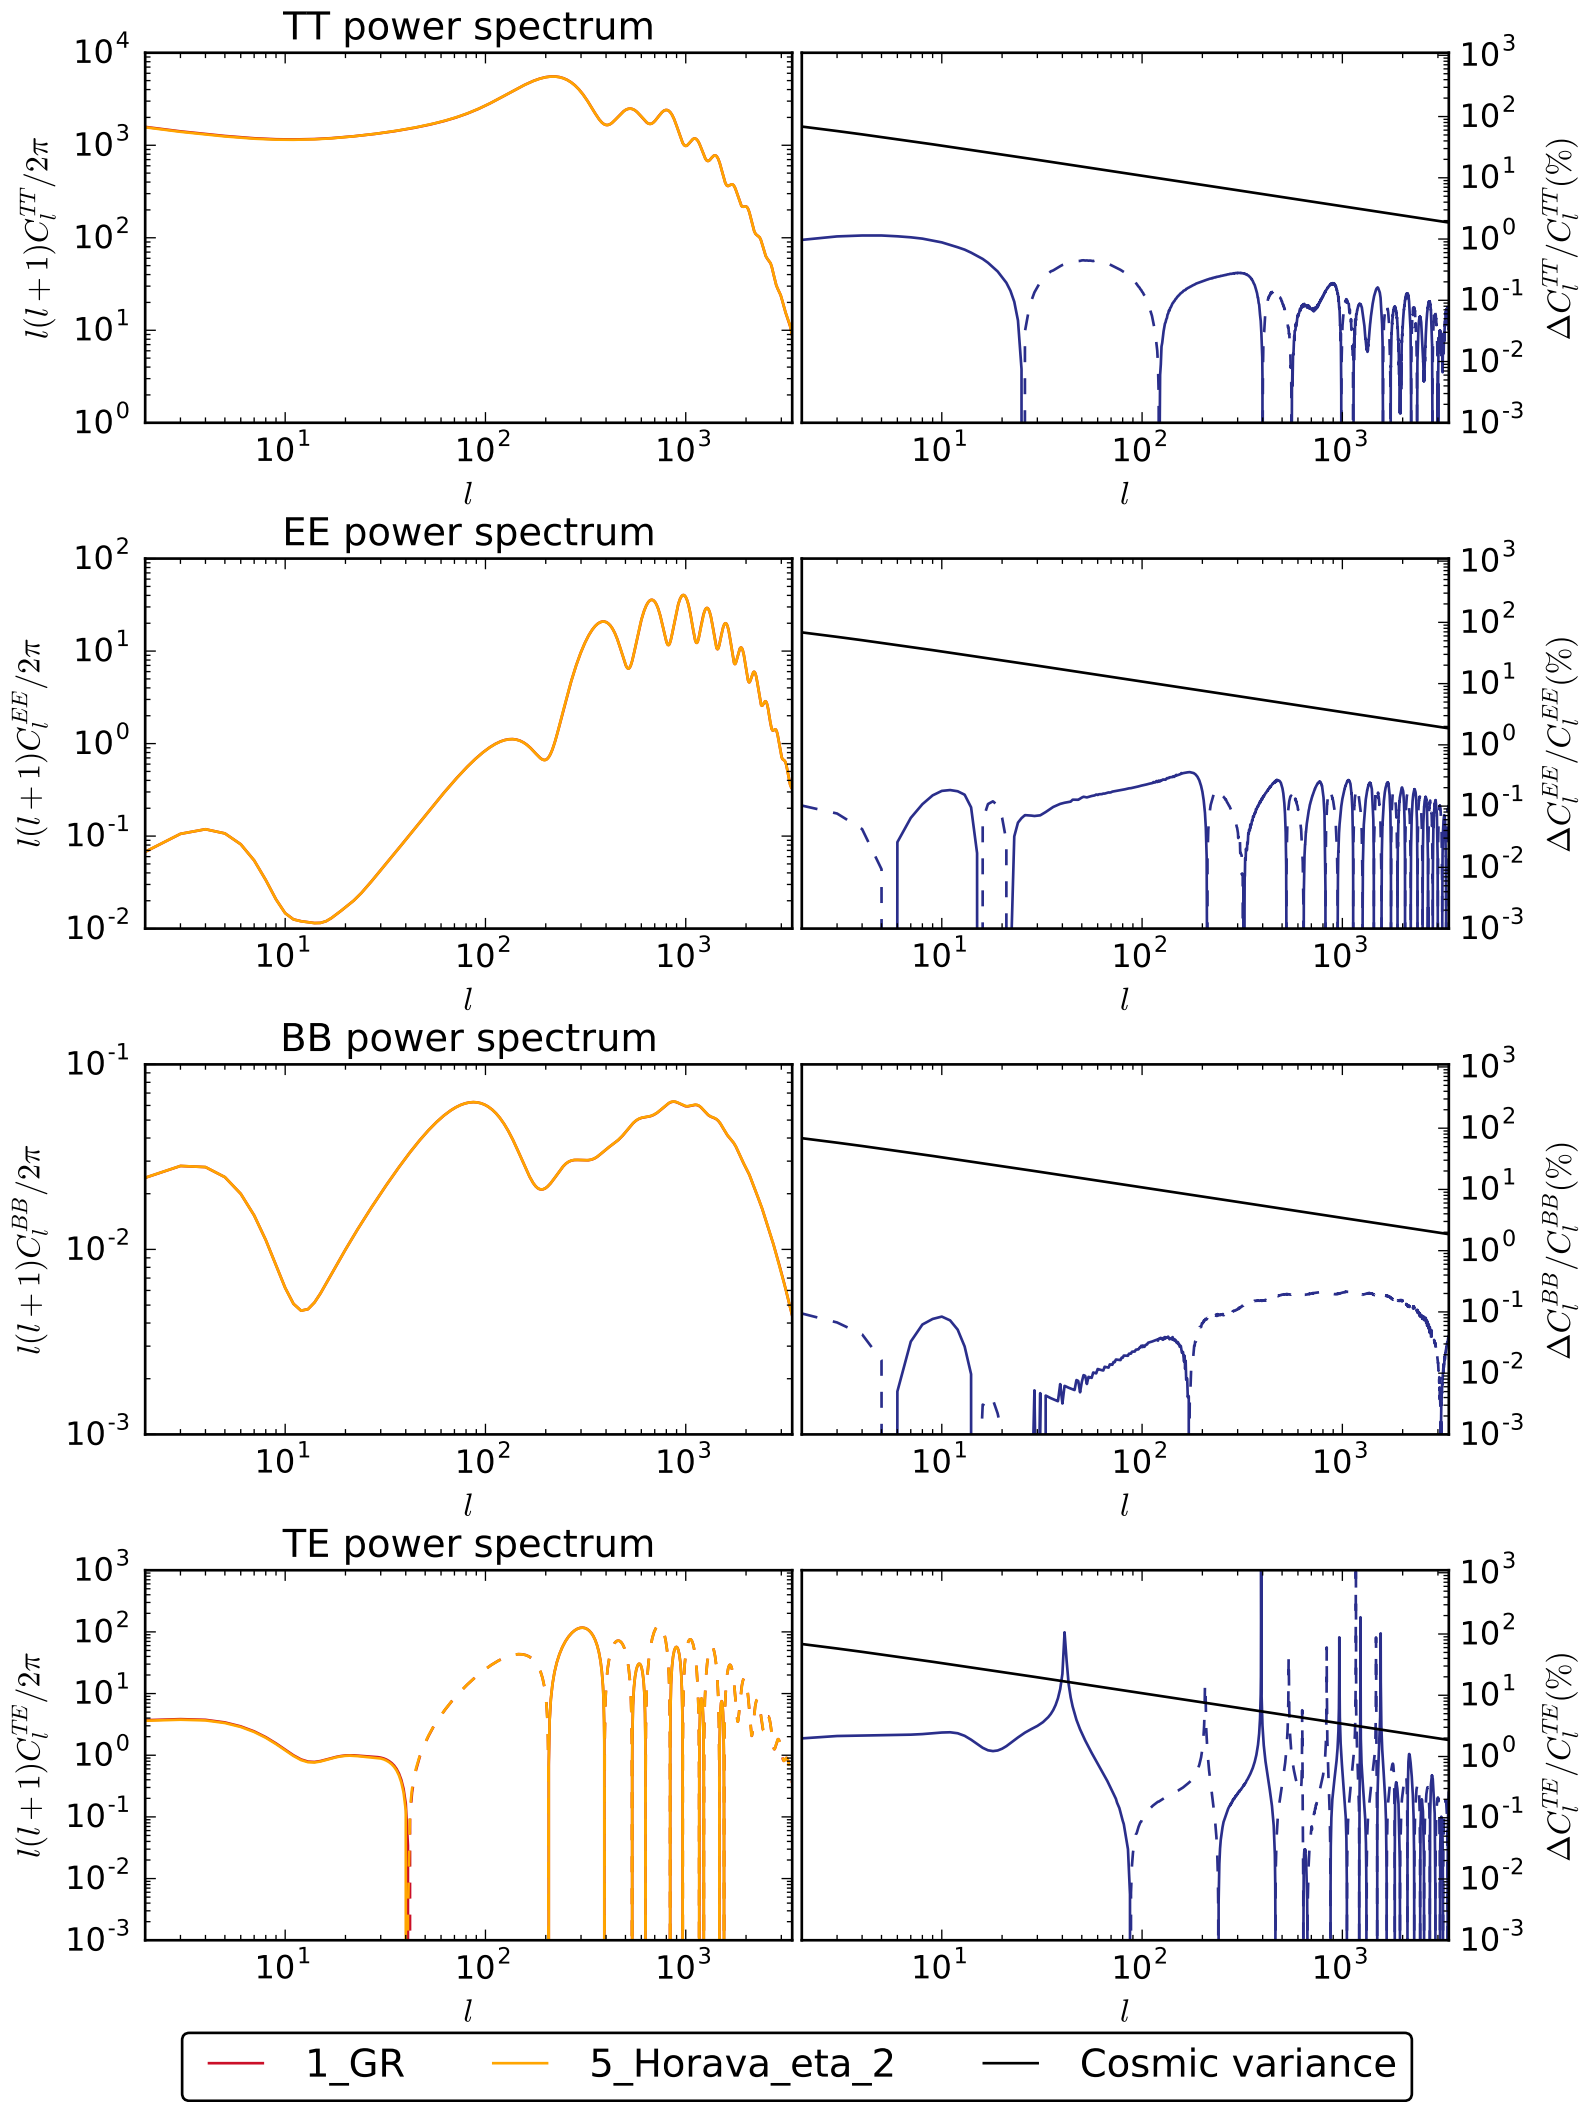 TT power spectrum
10^4
10^3
10^2
10^1
10^0
l(l + 1)C_l^{TT}/2π
10^1 10^2 10^3
l
10^3
10^2
10^1
10^0
10^-1
10^-2
10^-3
ΔC_l^{TT}/C_l^{TT}(%)
10^1 10^2 10^3
l
EE power spectrum
10^2
10^1
10^0
10^-1
10^-2
l(l + 1)C_l^{EE}/2π
10^1 10^2 10^3
l
10^3
10^2
10^1
10^0
10^-1
10^-2
10^-3
ΔC_l^{EE}/C_l^{EE}(%)
10^1 10^2 10^3
l
BB power spectrum
10^-1
10^-2
10^-3
l(l + 1)C_l^{BB}/2π
10^1 10^2 10^3
l
10^3
10^2
10^1
10^0
10^-1
10^-2
10^-3
ΔC_l^{BB}/C_l^{BB}(%)
10^1 10^2 10^3
l
TE power spectrum
10^3
10^2
10^1
10^0
10^-1
10^-2
10^-3
l(l + 1)C_l^{TE}/2π
10^1 10^2 10^3
l
10^3
10^2
10^1
10^0
10^-1
10^-2
10^-3
ΔC_l^{TE}/C_l^{TE}(%)
10^1 10^2 10^3
l
1_GR 5_Horava_eta_2 Cosmic variance